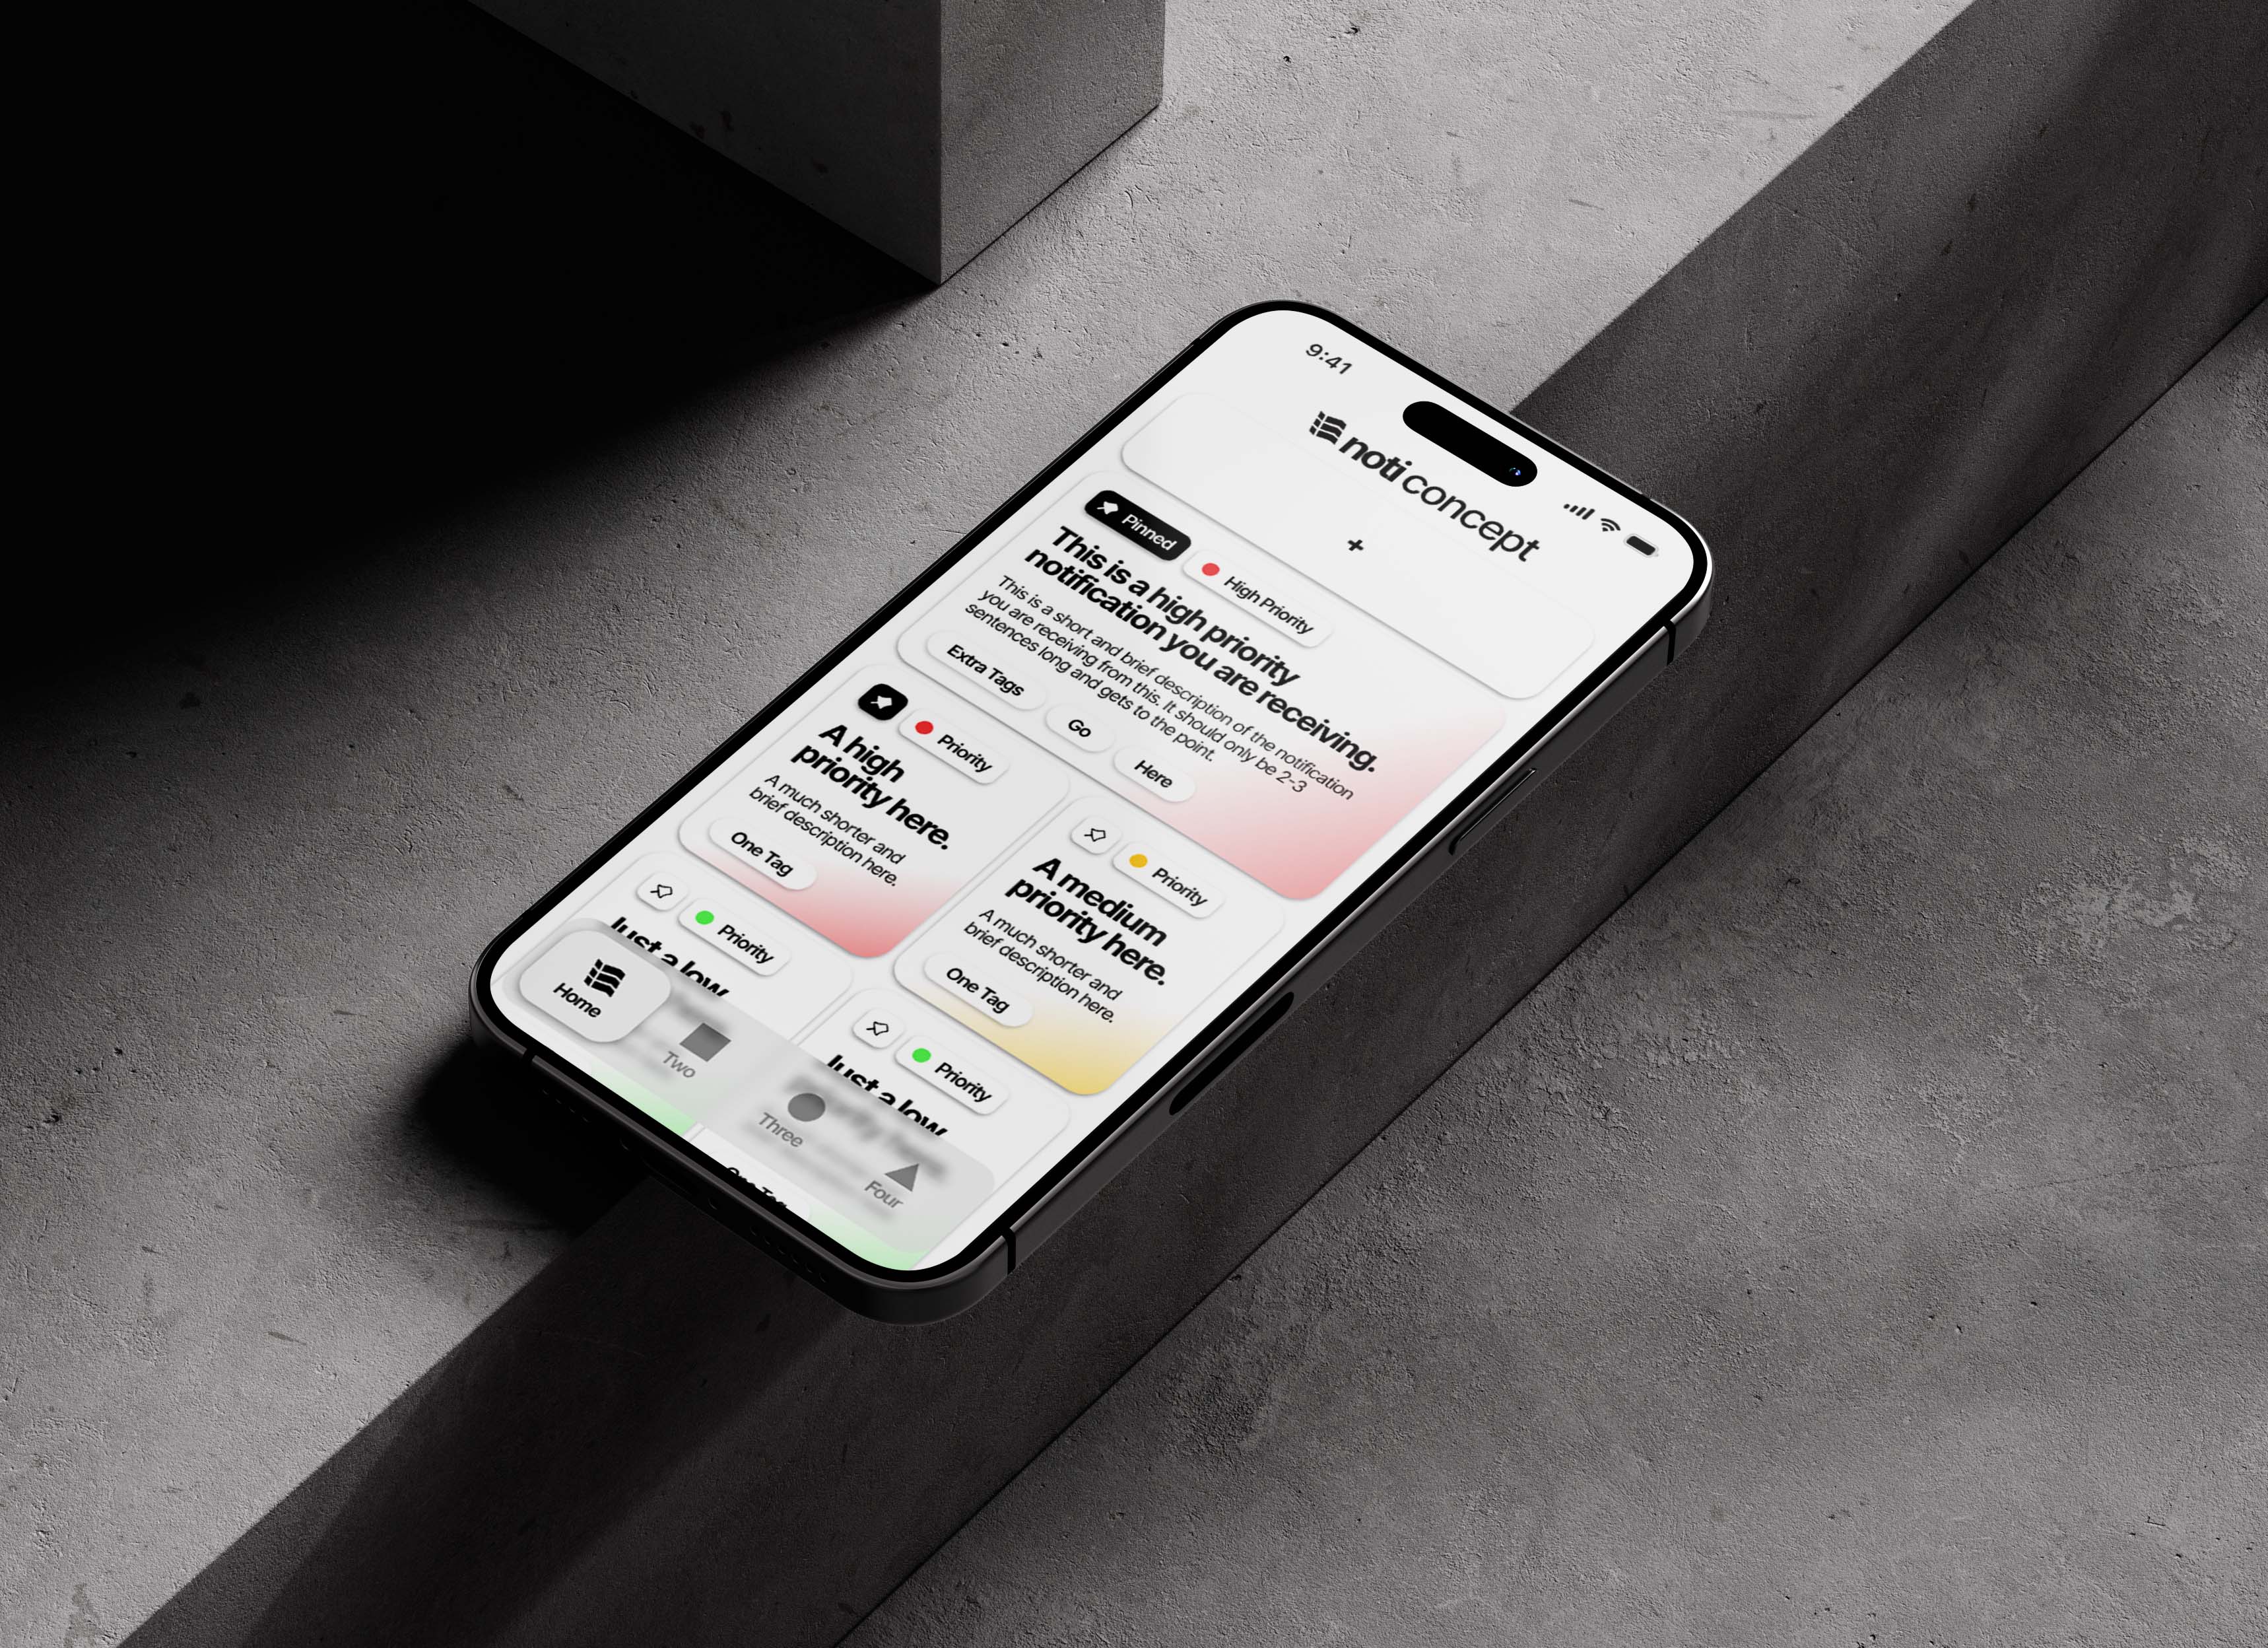 9:41
noti concept
+
Pinned
High Priority
This is a high priority
notification you are receiving.
This is a short and brief description of the notification
you are receiving from this. It should only be 2-3
sentences long and gets to the point.
Extra Tags
Go
Here
Priority
A high
priority here.
A much shorter and
brief description here.
One Tag
Priority
A medium
priority here.
A much shorter and
brief description here.
One Tag
Priority
Just a low
Priority
Just a low
Home
Two
Three
Four